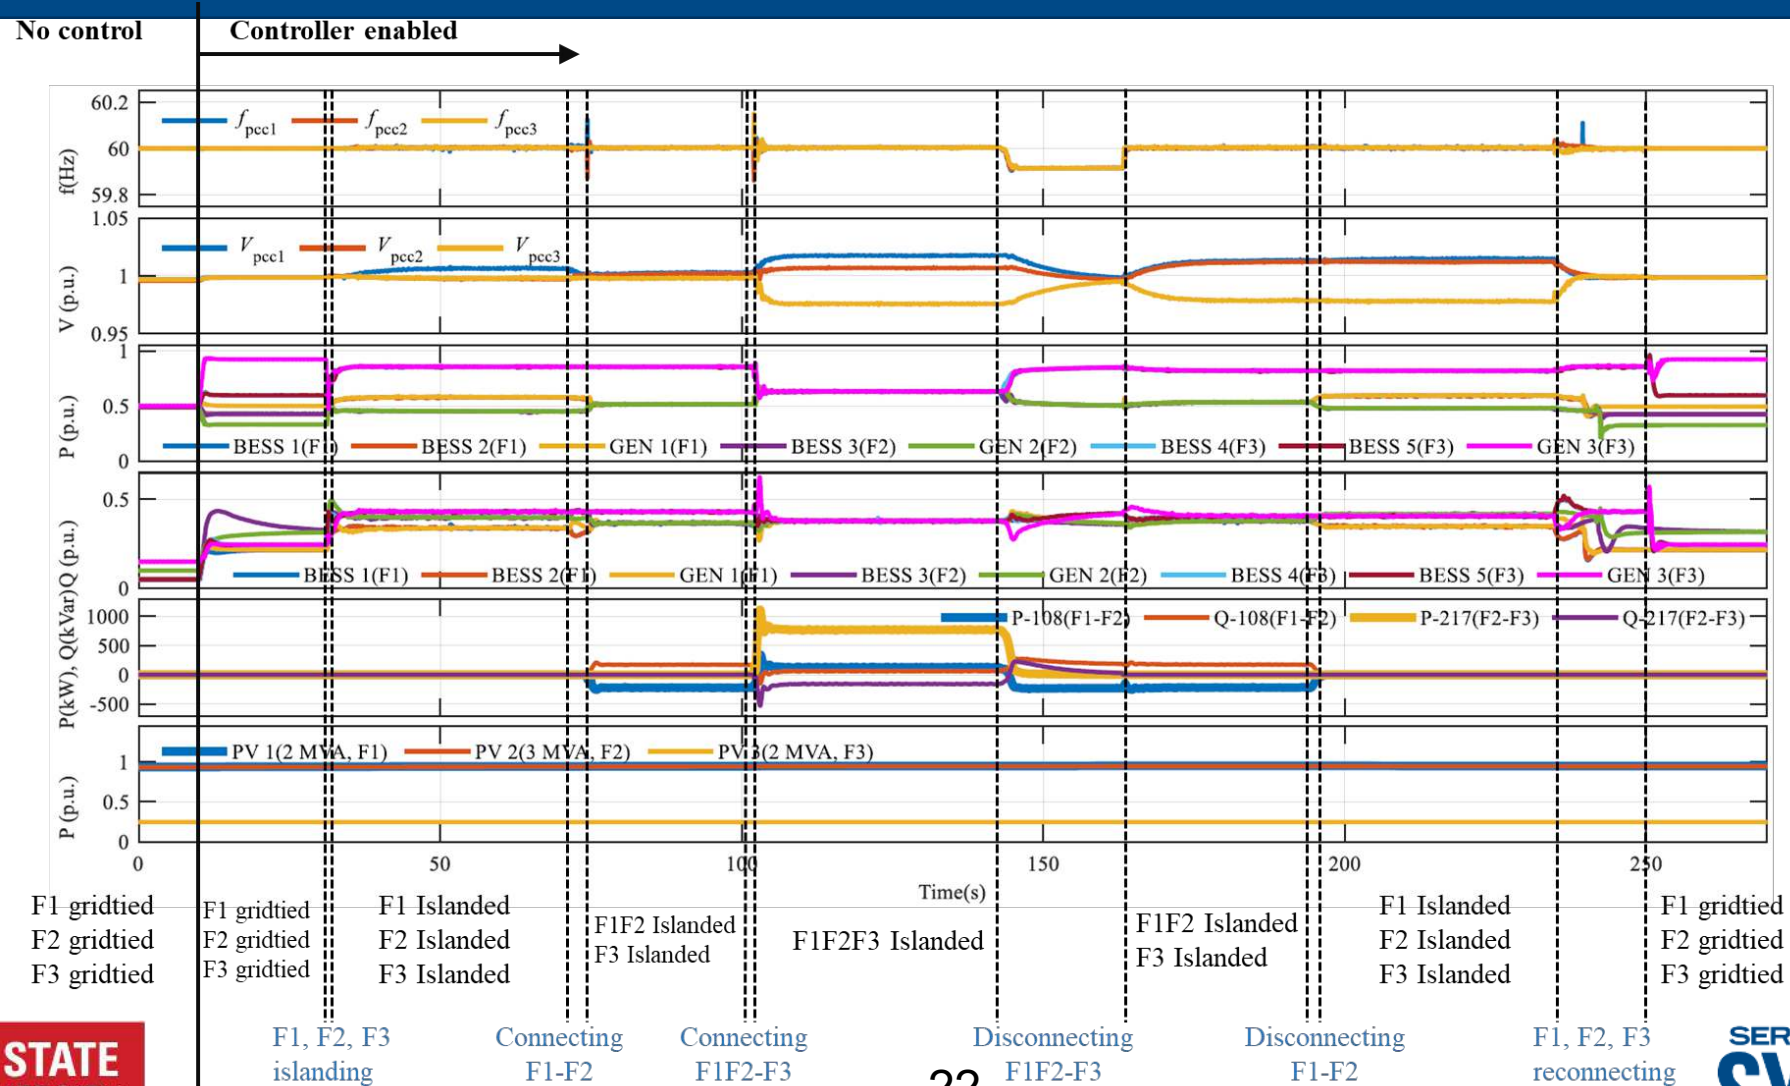 No control
Controller enabled
60.2
60
59.8
f(Hz)
fpcc1 fpcc2 fpcc3
1.05
1
0.95
V (p.u.)
Vpcc1 Vpcc2 Vpcc3
1
0.5
0
P (p.u.)
BESS 1(F1) BESS 2(F1) GEN 1(F1) BESS 3(F2) GEN 2(F2) BESS 4(F3) BESS 5(F3) GEN 3(F3)
0.5
0
Q (p.u.)
BESS 1(F1) BESS 2(F1) GEN 1(F1) BESS 3(F2) GEN 2(F2) BESS 4(F3) BESS 5(F3) GEN 3(F3)
1000
500
0
-500
P(kW), Q(kVar)
P-108(F1-F2) Q-108(F1-F2) P-217(F2-F3) Q-217(F2-F3)
1
0.5
0
P (p.u.)
PV 1(2 MVA, F1) PV 2(3 MVA, F2) PV 3(2 MVA, F3)
0 50 100 150 200 250
Time(s)
F1 gridtied
F2 gridtied
F3 gridtied
F1 gridtied
F2 gridtied
F3 gridtied
F1 Islanded
F2 Islanded
F3 Islanded
F1F2 Islanded
F3 Islanded
F1F2F3 Islanded
F1F2 Islanded
F3 Islanded
F1 Islanded
F2 Islanded
F3 Islanded
F1 gridtied
F2 gridtied
F3 gridtied
F1, F2, F3
islanding
Connecting
F1-F2
Connecting
F1F2-F3
Disconnecting
F1F2-F3
Disconnecting
F1-F2
F1, F2, F3
reconnecting
STATE
SER